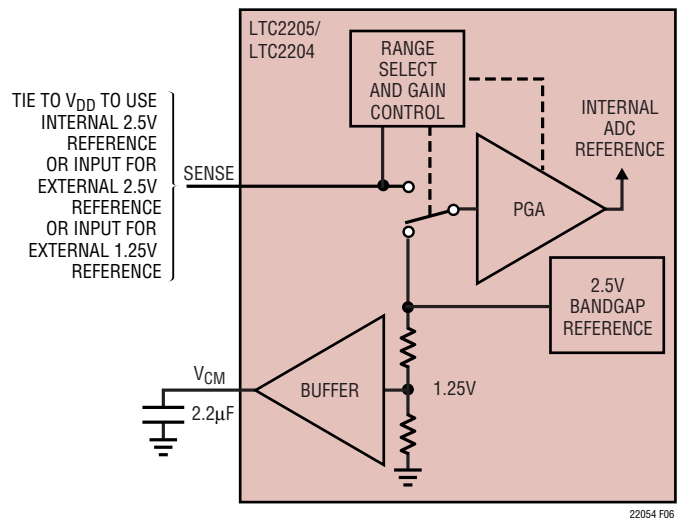 LTC2205/
LTC2204
RANGE
SELECT
AND GAIN
CONTROL
TIE TO VDD TO USE
INTERNAL 2.5V
REFERENCE
OR INPUT FOR
EXTERNAL 2.5V
REFERENCE
OR INPUT FOR
EXTERNAL 1.25V
REFERENCE
SENSE
INTERNAL
ADC
REFERENCE
PGA
2.5V
BANDGAP
REFERENCE
VCM
BUFFER
1.25V
2.2μF
22054 F06